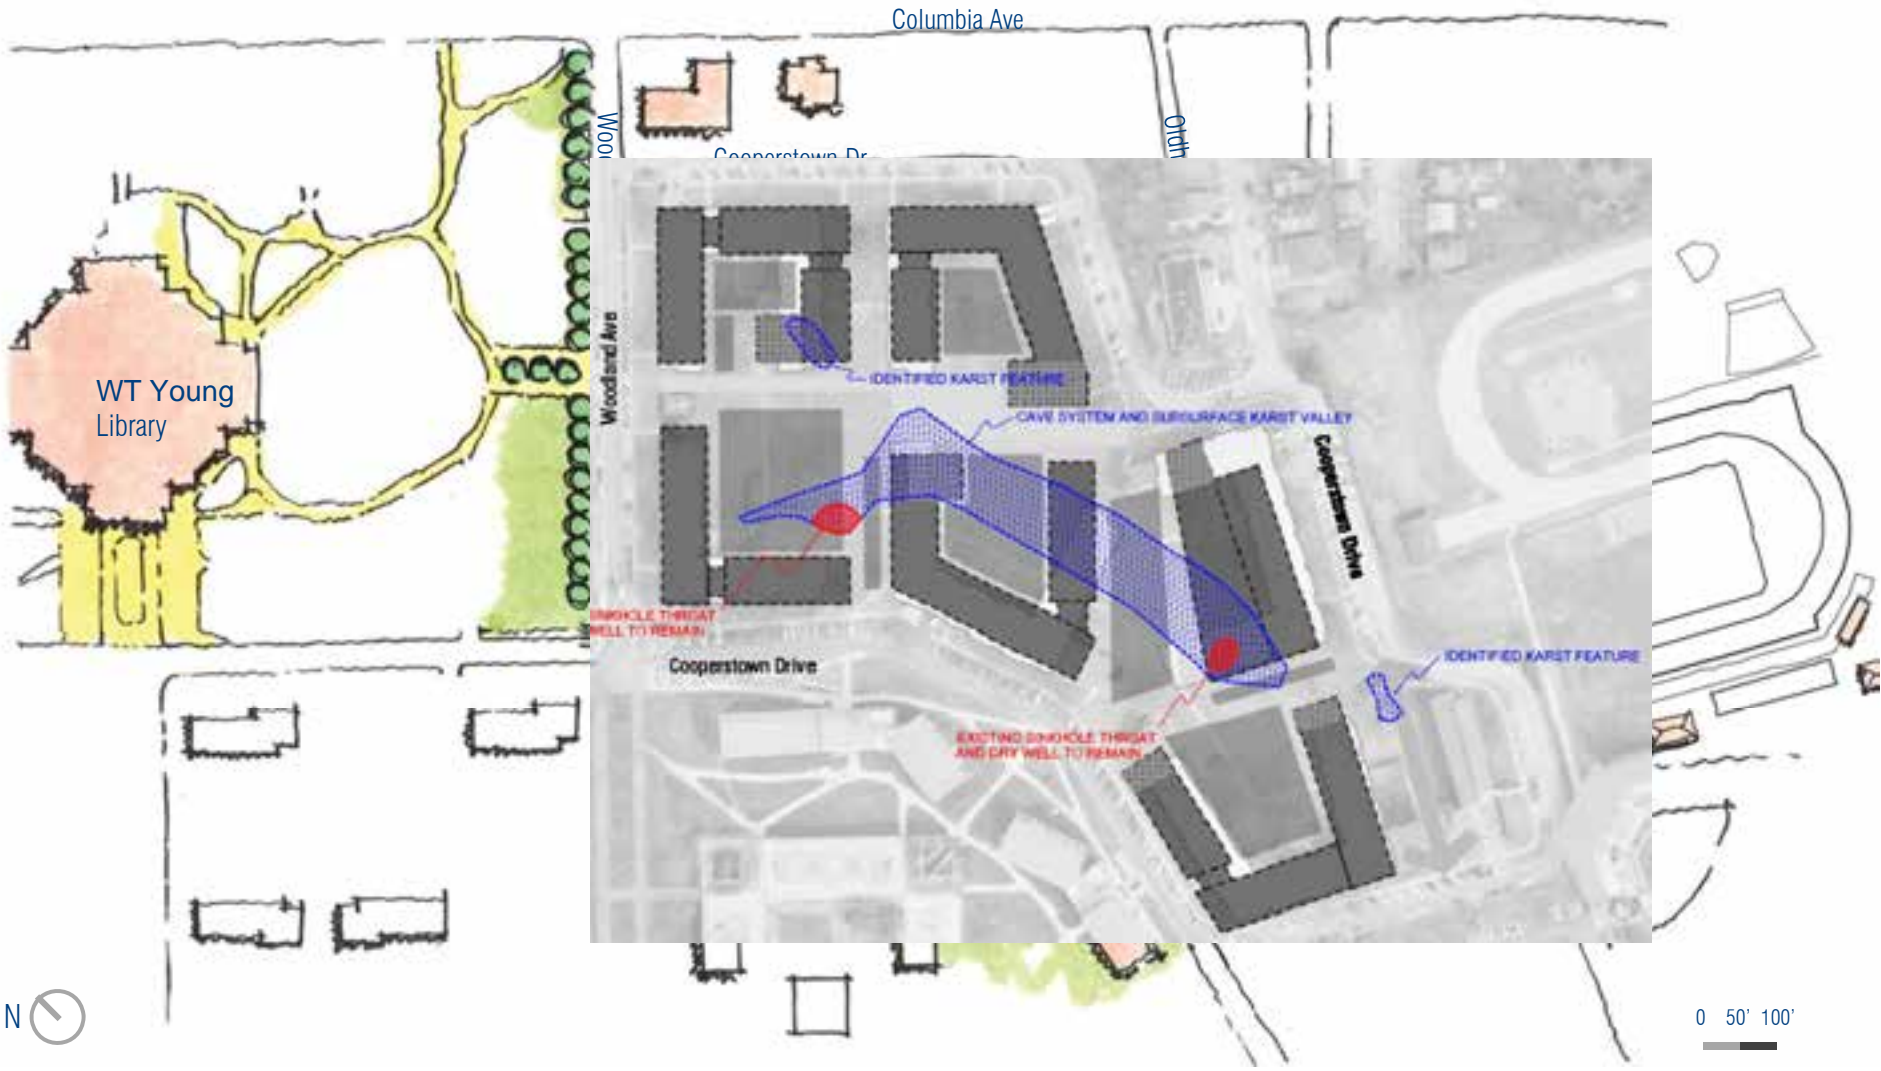 Columbia Ave
Oldh
Cooperstown Dr
Woodland Ave
IDENTIFIED KARST FEATURE
WT Young
Library
CAVE SYSTEM AND SUBSURFACE KARST VALLEY
Cooperstown Drive
SINKHOLE THROAT
WELL TO REMAIN
Cooperstown Drive
IDENTIFIED KARST FEATURE
EXISTING SINKHOLE THROAT
AND DRY WELL TO REMAIN
N
0 50' 100'